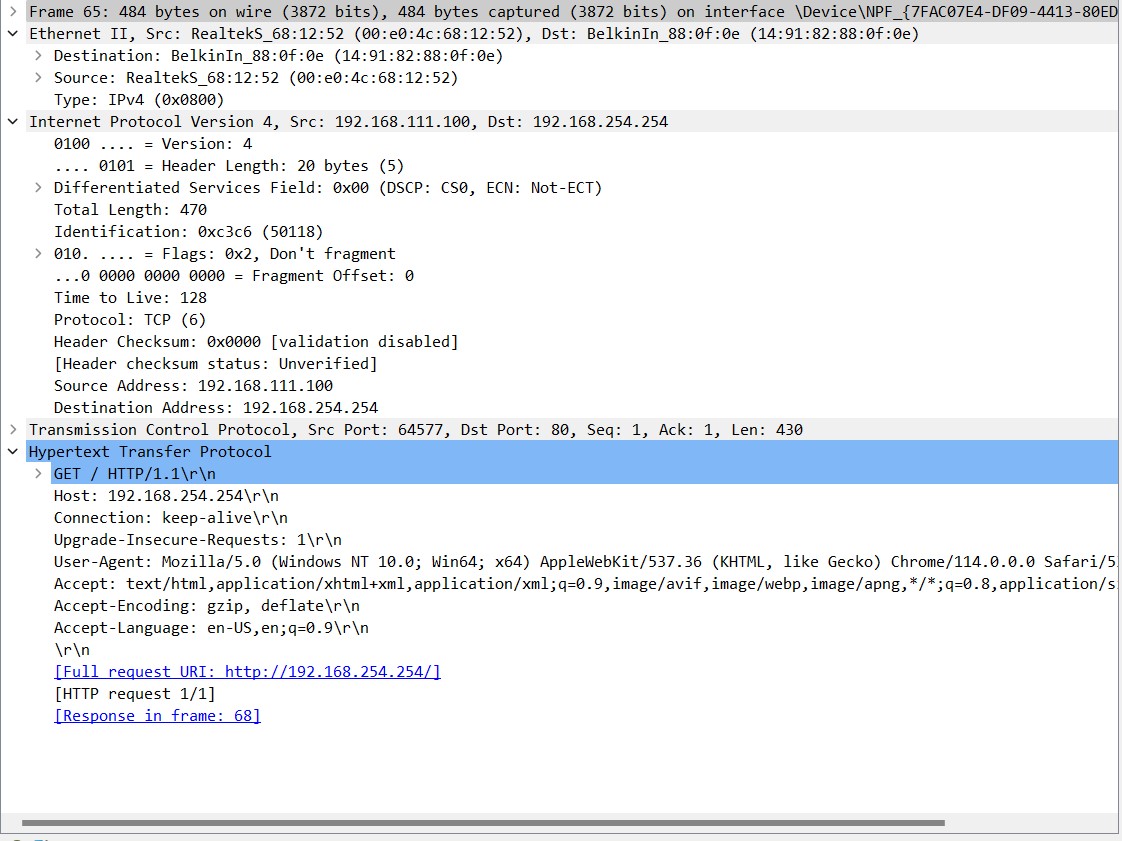 Frame 65: 484 bytes on wire (3872 bits), 484 bytes captured (3872 bits) on interface \Device\NPF_{7FAC07E4-DF09-4413-80ED
Ethernet II, Src: RealtekS_68:12:52 (00:e0:4c:68:12:52), Dst: BelkinIn_88:0f:0e (14:91:82:88:0f:0e)
Destination: BelkinIn_88:0f:0e (14:91:82:88:0f:0e)
Source: RealtekS_68:12:52 (00:e0:4c:68:12:52)
Type: IPv4 (0x0800)
Internet Protocol Version 4, Src: 192.168.111.100, Dst: 192.168.254.254
0100 .... = Version: 4
.... 0101 = Header Length: 20 bytes (5)
Differentiated Services Field: 0x00 (DSCP: CS0, ECN: Not-ECT)
Total Length: 470
Identification: 0xc3c6 (50118)
010. .... = Flags: 0x2, Don't fragment
...0 0000 0000 0000 = Fragment Offset: 0
Time to Live: 128
Protocol: TCP (6)
Header Checksum: 0x0000 [validation disabled]
[Header checksum status: Unverified]
Source Address: 192.168.111.100
Destination Address: 192.168.254.254
Transmission Control Protocol, Src Port: 64577, Dst Port: 80, Seq: 1, Ack: 1, Len: 430
Hypertext Transfer Protocol
GET / HTTP/1.1\r\n
Host: 192.168.254.254\r\n
Connection: keep-alive\r\n
Upgrade-Insecure-Requests: 1\r\n
User-Agent: Mozilla/5.0 (Windows NT 10.0; Win64; x64) AppleWebKit/537.36 (KHTML, like Gecko) Chrome/114.0.0.0 Safari/5
Accept: text/html,application/xhtml+xml,application/xml;q=0.9,image/avif,image/webp,image/apng,*/*;q=0.8,application/s
Accept-Encoding: gzip, deflate\r\n
Accept-Language: en-US,en;q=0.9\r\n
\r\n
[Full request URI: http://192.168.254.254/]
[HTTP request 1/1]
[Response in frame: 68]